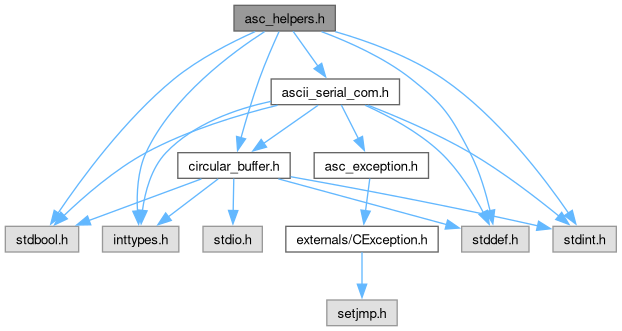 asc_helpers.h
ascii_serial_com.h
circular_buffer.h
asc_exception.h
stdbool.h
inttypes.h
stdio.h
externals/CException.h
stddef.h
stdint.h
setjmp.h